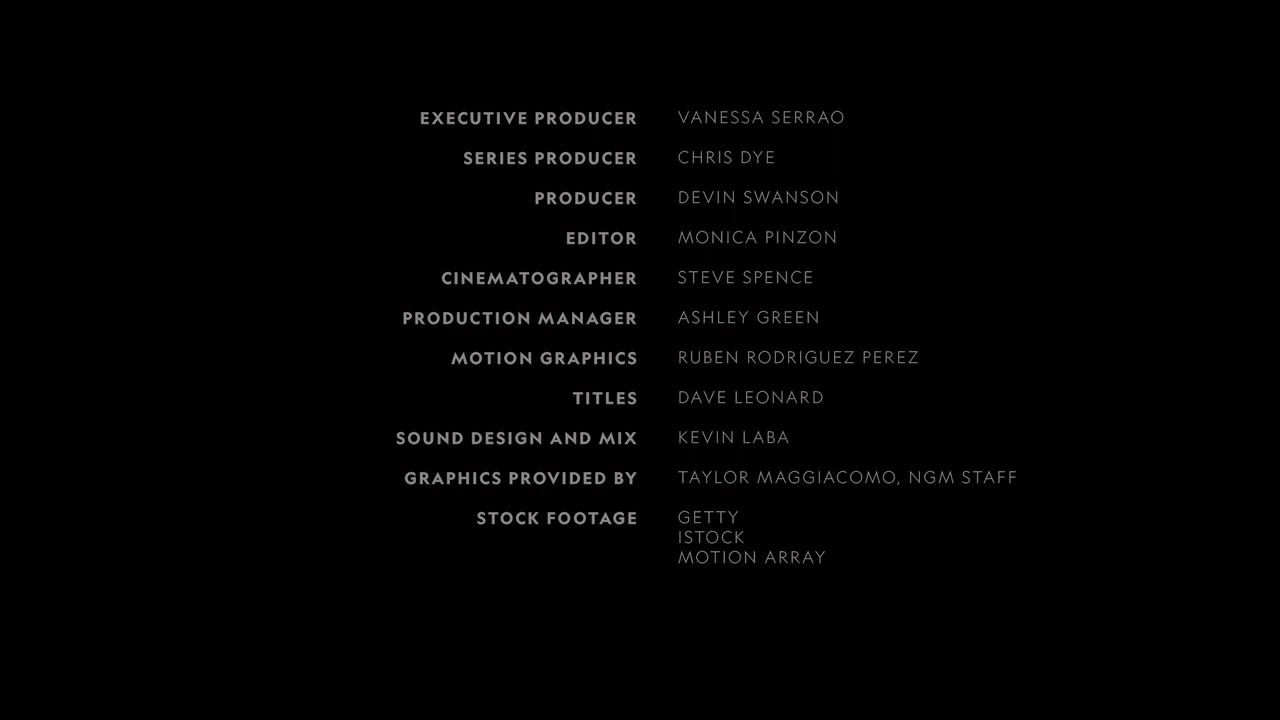 EXECUTIVE PRODUCER VANESSA SERRAO
SERIES PRODUCER CHRIS DYE
PRODUCER DEVIN SWANSON
EDITOR MONICA PINZON
CINEMATOGRAPHER STEVE SPENCE
PRODUCTION MANAGER ASHLEY GREEN
MOTION GRAPHICS RUBEN RODRIGUEZ PEREZ
TITLES DAVE LEONARD
SOUND DESIGN AND MIX KEVIN LABA
GRAPHICS PROVIDED BY TAYLOR MAGGIACOMO, NGM STAFF
STOCK FOOTAGE GETTY
ISTOCK
MOTION ARRAY